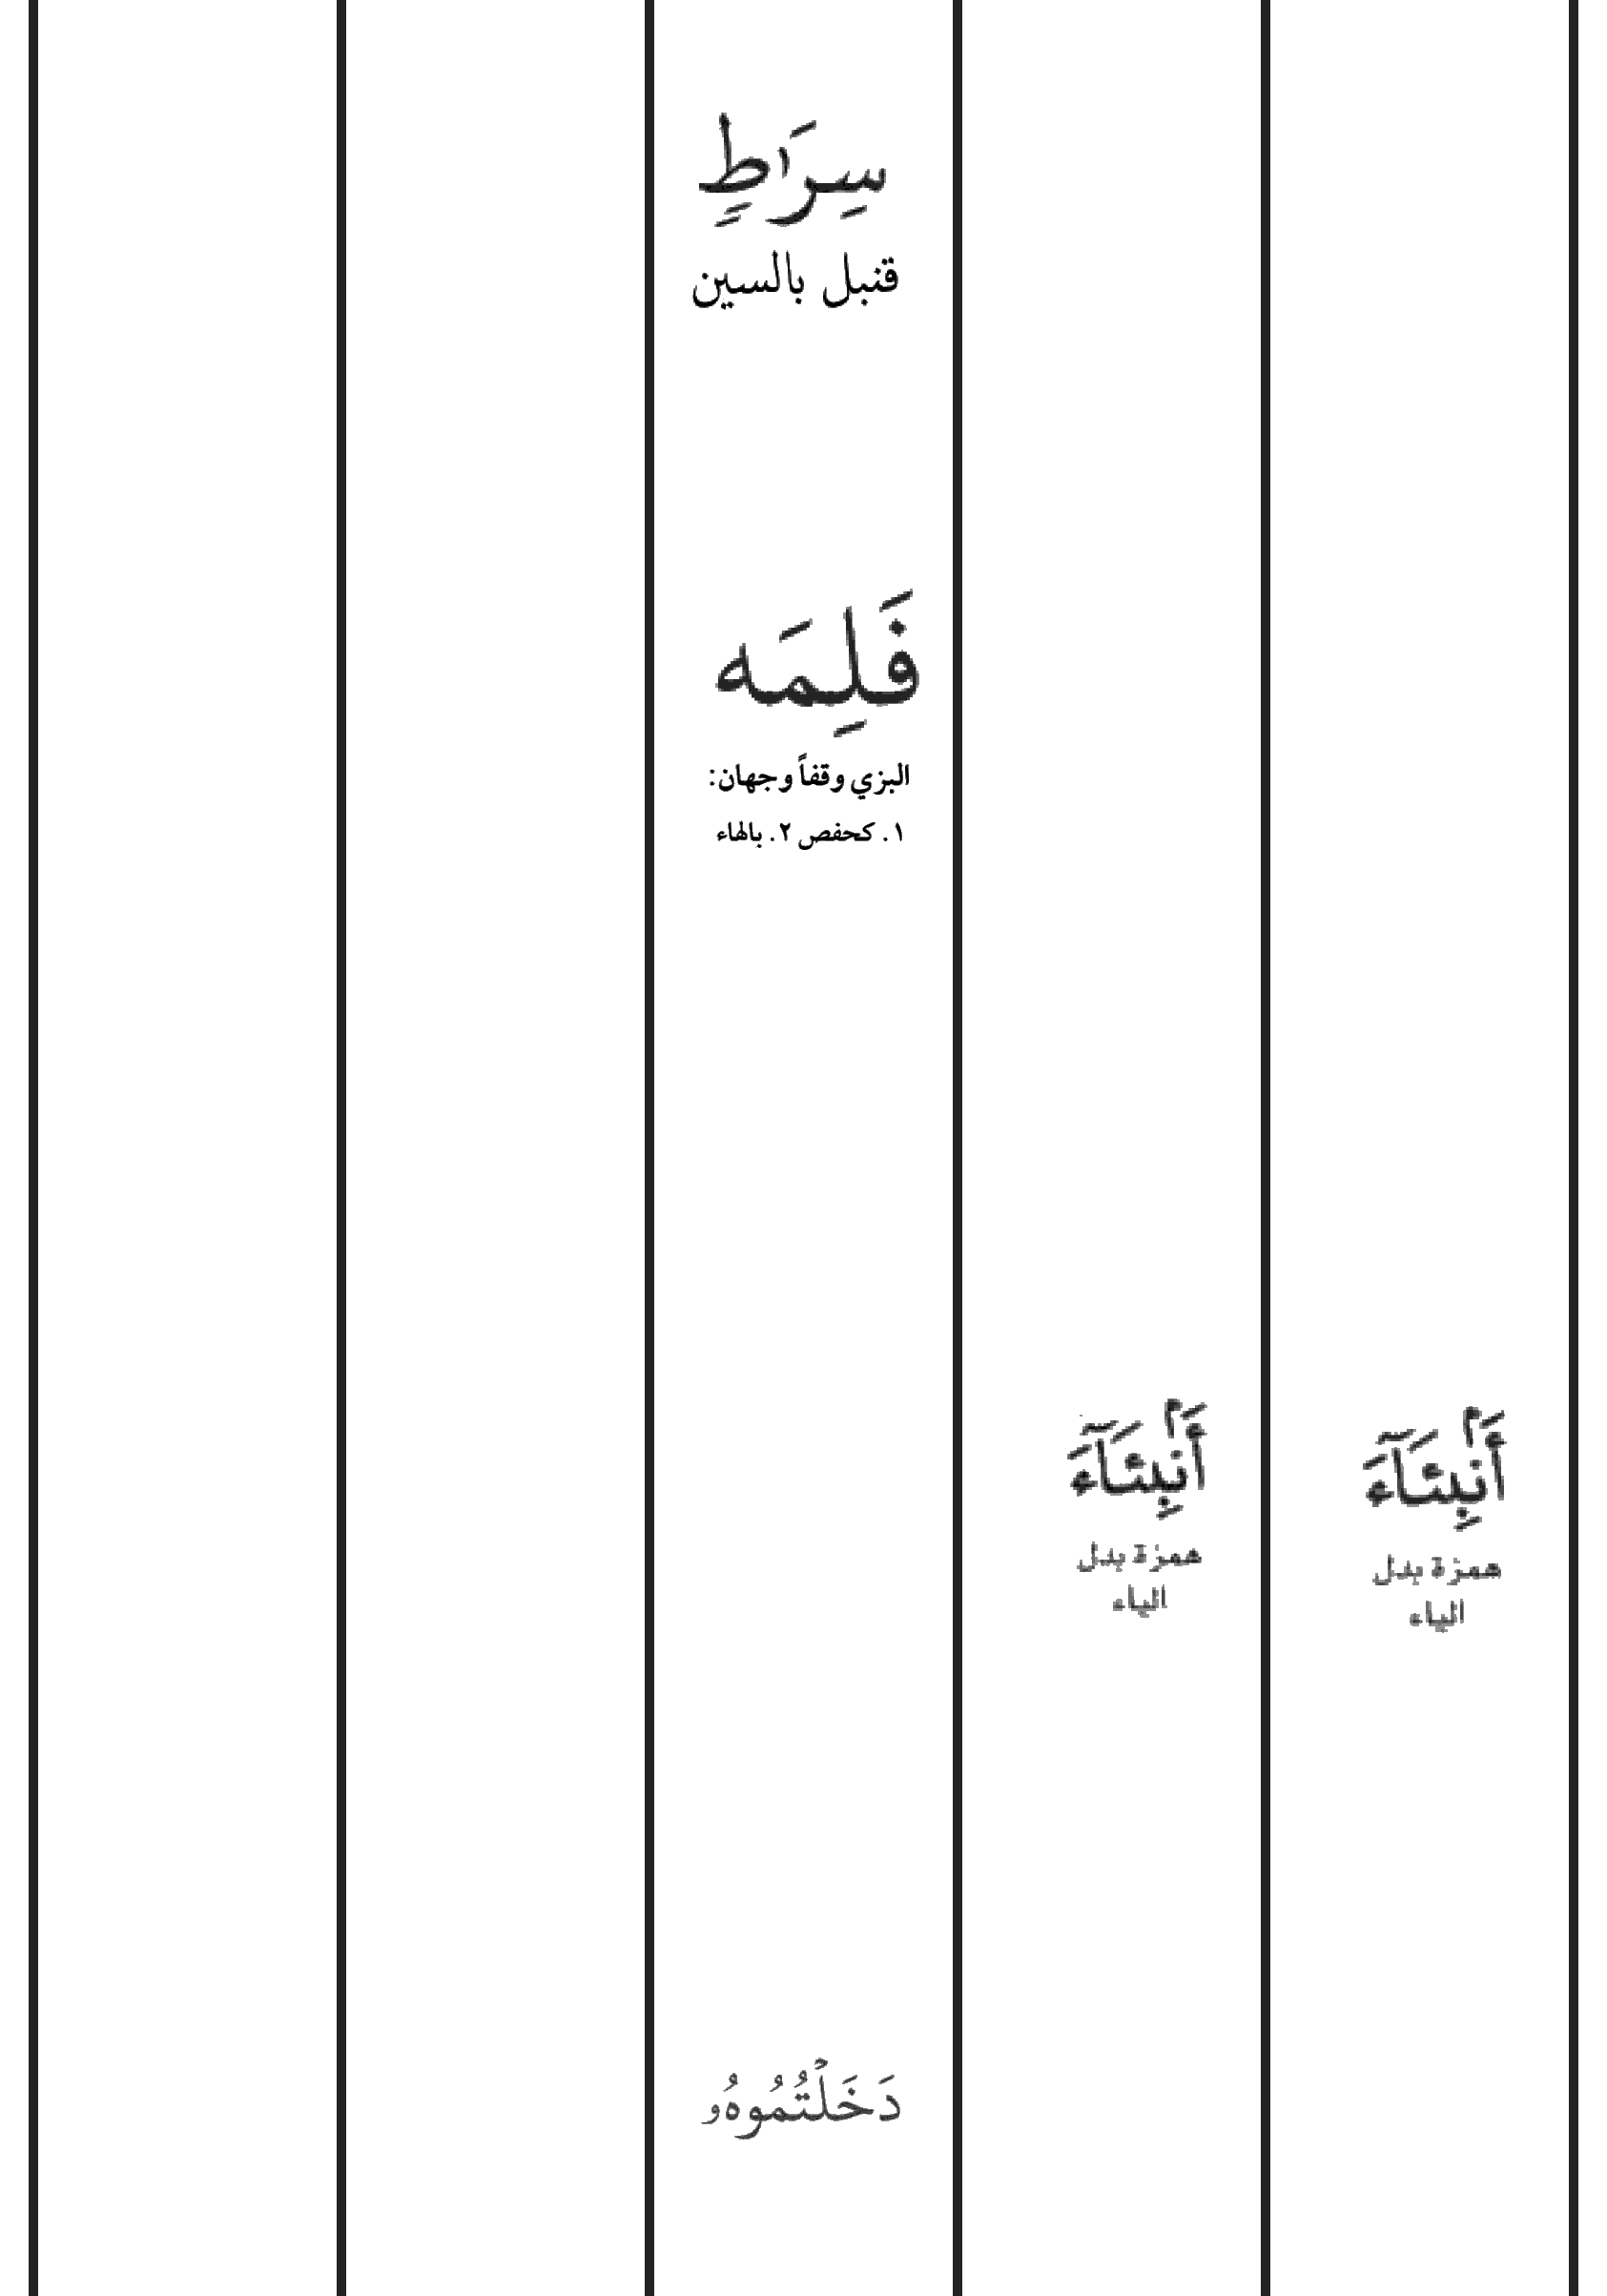 سِرَاطٍ
قنبل بالسين
فَلِمَه
البزي وقفاً وجهان:
١. كحفص ٢. بالهاء
أَنۢبِئَآءَ
همزة بدل
الياء
أَنۢبِئَآءَ
همزة بدل
الياء
دَخَلۡتُمُوهُۥ